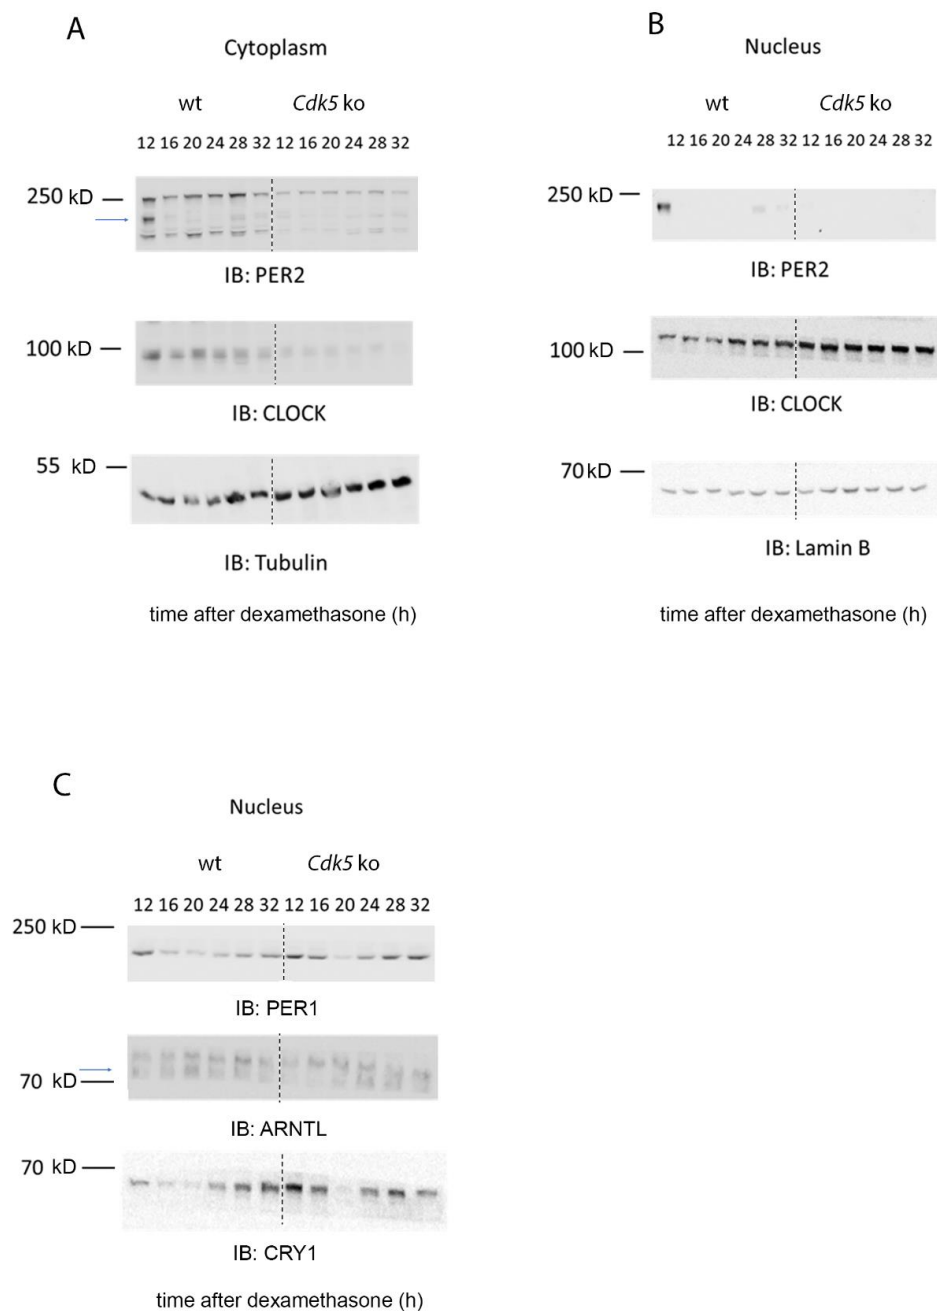 A
Cytoplasm
wt Cdk5 ko
12 16 20 24 28 32 12 16 20 24 28 32
250 kD
IB: PER2
100 kD
IB: CLOCK
55 kD
IB: Tubulin
time after dexamethasone (h)
B
Nucleus
wt Cdk5 ko
12 16 20 24 28 32 12 16 20 24 28 32
250 kD
IB: PER2
100 kD
IB: CLOCK
70 kD
IB: Lamin B
time after dexamethasone (h)
C
Nucleus
wt Cdk5 ko
12 16 20 24 28 32 12 16 20 24 28 32
250 kD
IB: PER1
70 kD
IB: ARNTL
70 kD
IB: CRY1
time after dexamethasone (h)